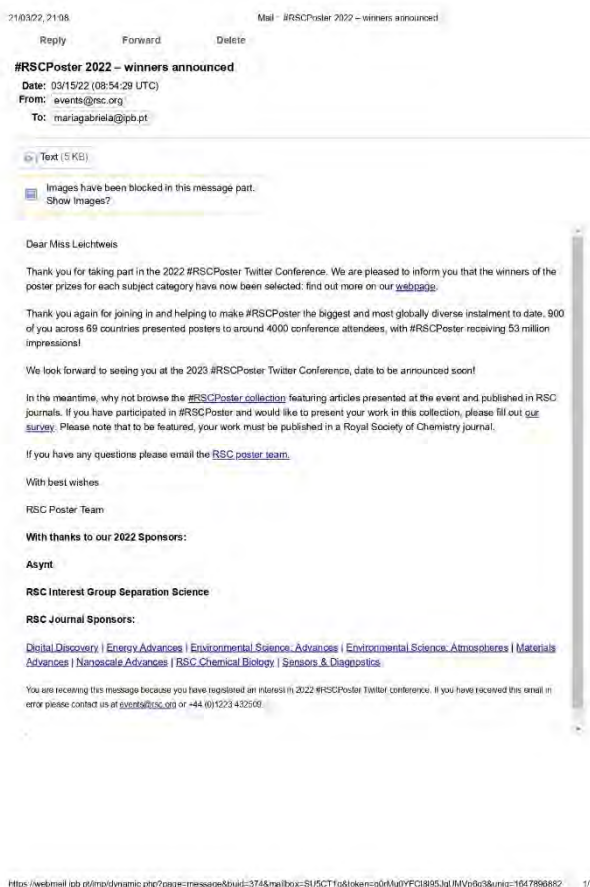 21/03/22, 21:08
Mail :: #RSCPoster 2022 – winners announced
Reply Forward Delete
#RSCPoster 2022 – winners announced
Date: 03/15/22 (08:54:29 UTC)
From: events@rsc.org
To: mariagabriela@ipb.pt
Text (5 KB)
Images have been blocked in this message part.
Show Images?
Dear Miss Leichtweis
Thank you for taking part in the 2022 #RSCPoster Twitter Conference. We are pleased to inform you that the winners of the
poster prizes for each subject category have now been selected: find out more on our webpage.
Thank you again for joining in and helping to make #RSCPoster the biggest and most globally diverse instalment to date. 900
of you across 69 countries presented posters to around 4000 conference attendees, with #RSCPoster receiving 53 million
impressions!
We look forward to seeing you at the 2023 #RSCPoster Twitter Conference, date to be announced soon!
In the meantime, why not browse the #RSCPoster collection featuring articles presented at the event and published in RSC
journals. If you have participated in #RSCPoster and would like to present your work in this collection, please fill out our
survey. Please note that to be featured, your work must be published in a Royal Society of Chemistry journal.
If you have any questions please email the RSC poster team.
With best wishes
RSC Poster Team
With thanks to our 2022 Sponsors:
Asynt
RSC Interest Group Separation Science
RSC Journal Sponsors:
Digital Discovery | Energy Advances | Environmental Science: Advances | Environmental Science: Atmospheres | Materials
Advances | Nanoscale Advances | RSC Chemical Biology | Sensors & Diagnostics
You are receiving this message because you have registered an interest in 2022 #RSCPoster Twitter conference. If you have received this email in
error please contact us at events@rsc.org or +44 (0)1223 432509.
1/